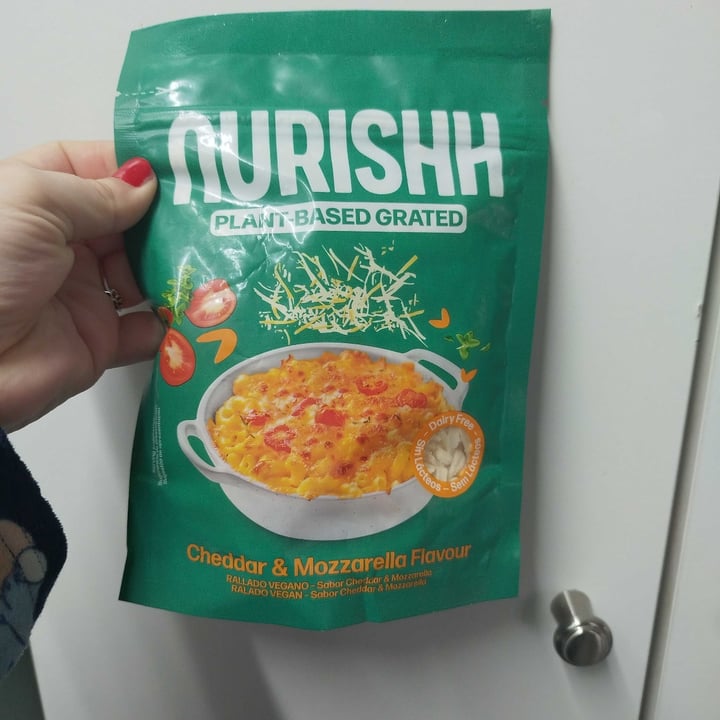 NURISHH
PLANT-BASED GRATED
Dairy Free
Sin Lácteos - Sem Lácteos
Cheddar & Mozzarella Flavour
RALLADO VEGANO - Sabor Cheddar & Mozzarella
RALADO VEGAN - Sabor Cheddar & Mozzarella